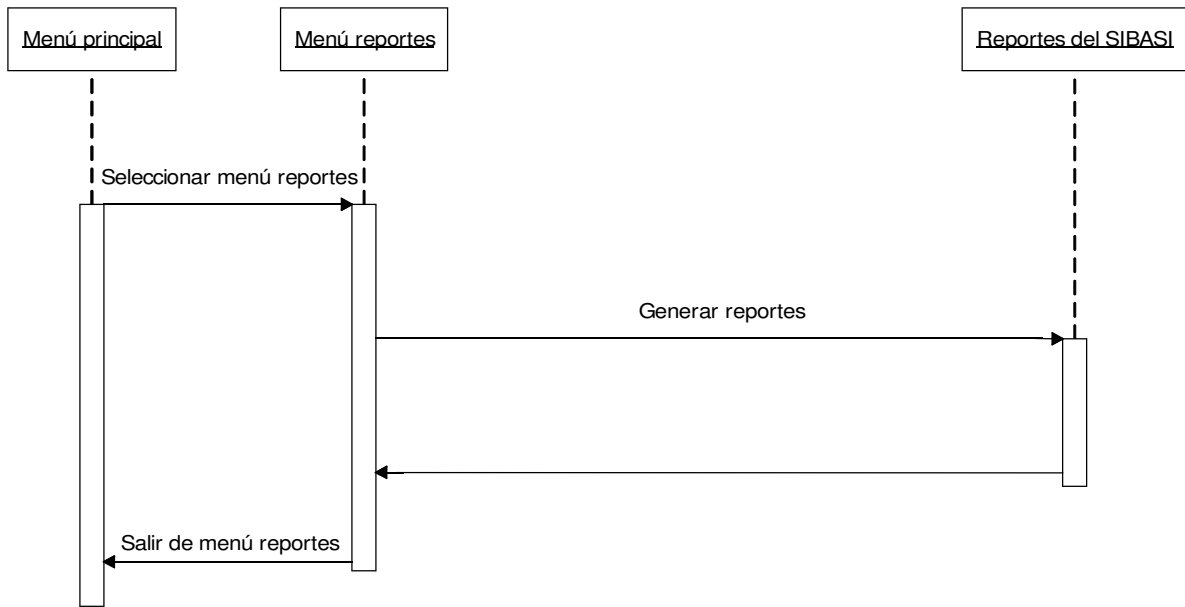 Menú principal
Menú reportes
Reportes del SIBASI
Seleccionar menú reportes
Generar reportes
Salir de menú reportes